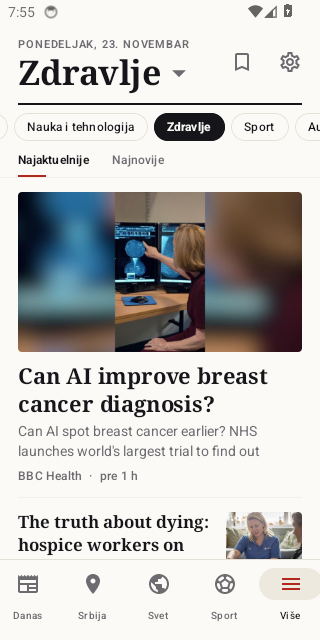 7:55
PONEDELJAK, 23. NOVEMBAR
Zdravlje
Nauka i tehnologija
Zdravlje
Sport
Au
Najaktuelnije
Najnovije
Can AI improve breast
cancer diagnosis?
Can AI spot breast cancer earlier? NHS
launches world's largest trial to find out
BBC Health · pre 1 h
The truth about dying:
hospice workers on
Danas
Srbija
Svet
Sport
Više